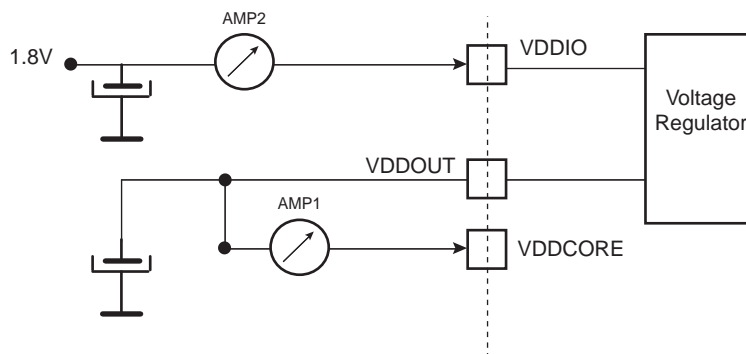 AMP2
1.8V
VDDIO
Voltage
Regulator
VDDOUT
AMP1
VDDCORE